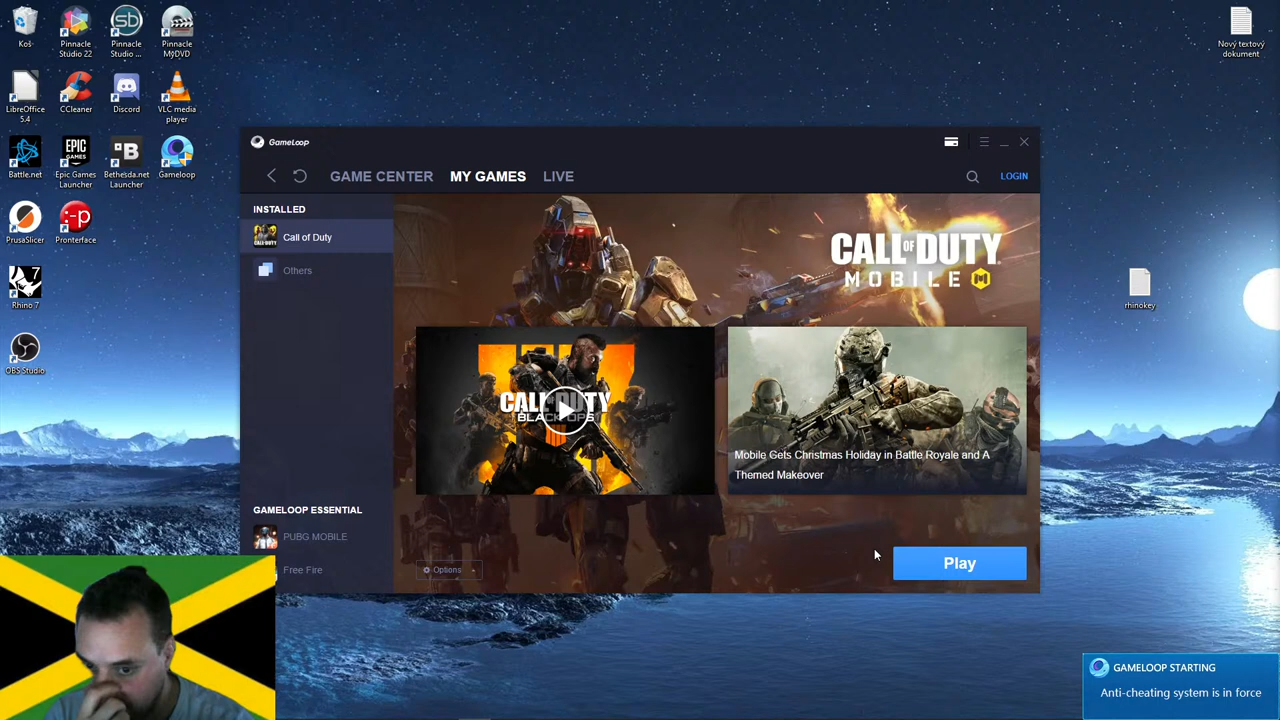 Koš
Pinnacle
Studio 22
Pinnacle
Studio ...
Pinnacle
MyDVD
Nový textový
dokument
LibreOffice
5.4
CCleaner
Discord
VLC media
player
Battle.net
Epic Games
Launcher
Bethesda.net
Launcher
Gameloop
PrusaSlicer
Pronterface
Rhino 7
OBS Studio
rhinokey
GameLoop
GAME CENTER
MY GAMES
LIVE
LOGIN
INSTALLED
Call of Duty
Others
CALL OF DUTY
MOBILE
CALL OF DUTY
BLACK OPS
Mobile Gets Christmas Holiday in Battle Royale and A
Themed Makeover
GAMELOOP ESSENTIAL
PUBG MOBILE
Free Fire
Options
Play
GAMELOOP STARTING
Anti-cheating system is in force